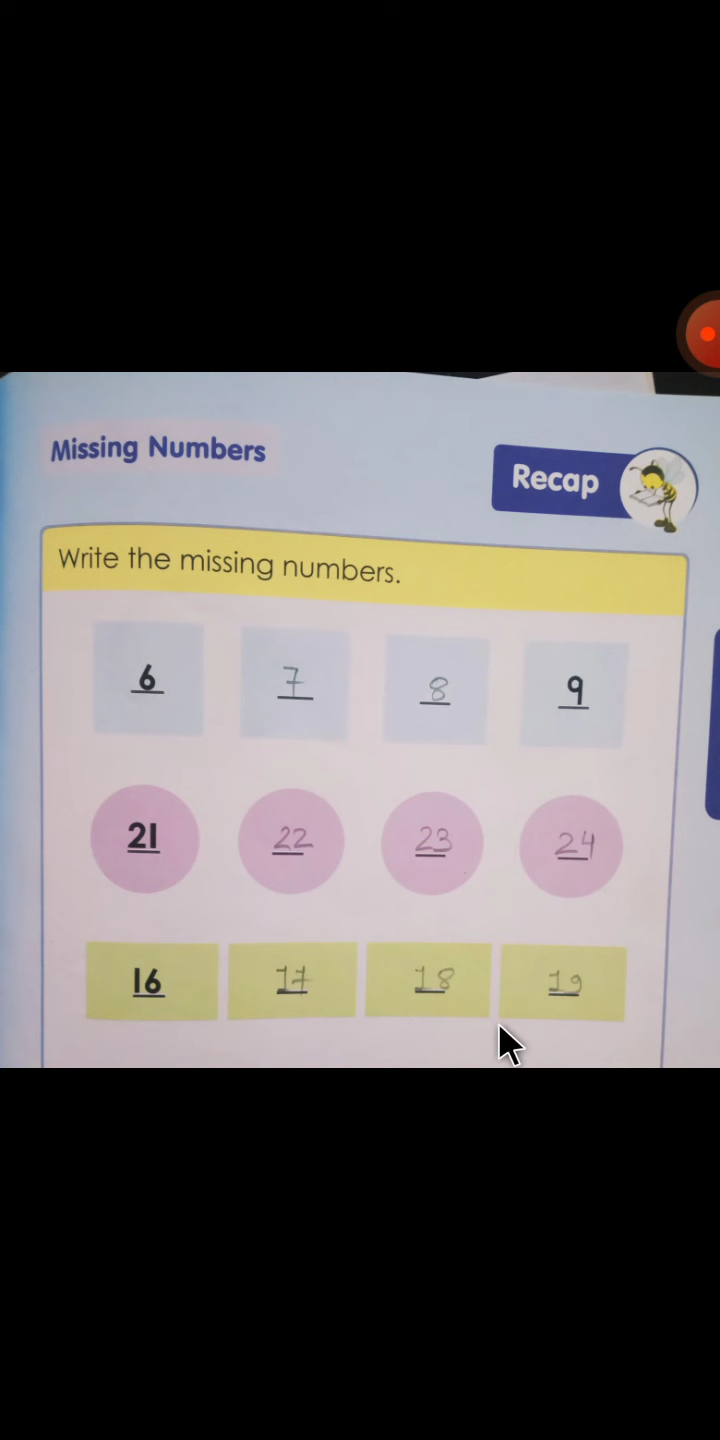 Missing Numbers
Recap
Write the missing numbers.
6 7 8 9
21 22 23 24
16 17 18 19